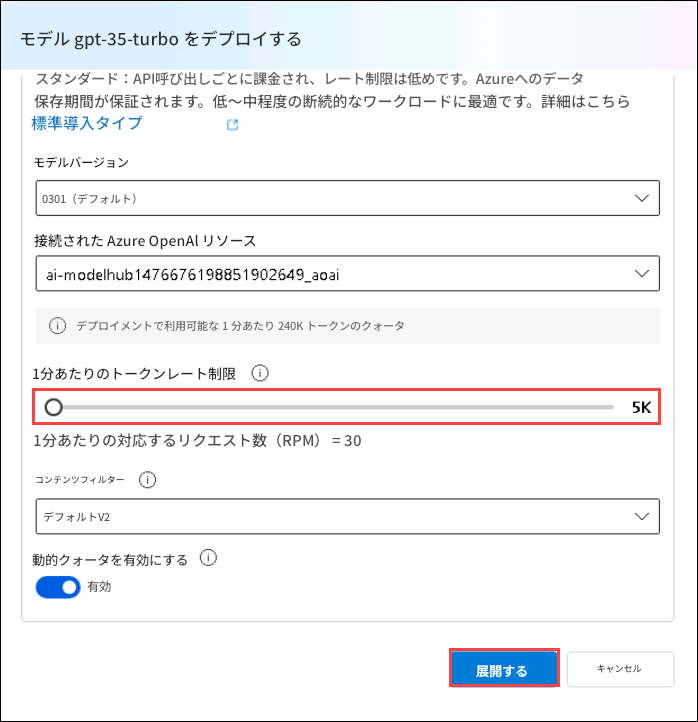 モデル gpt-35-turbo をデプロイする
スタンダード：API呼び出しごとに課金され、レート制限は低めです。Azureへのデータ
保存期間が保証されます。低～中程度の断続的なワークロードに最適です。詳細はこちら
標準導入タイプ
モデルバージョン
0301（デフォルト）
接続された Azure OpenAl リソース
ai-modelhub1476676198851902649_aoai
デプロイメントで利用可能な 1 分あたり 240K トークンのクォータ
1分あたりのトークンレート制限
5K
1分あたりの対応するリクエスト数（RPM） = 30
コンテンツフィルター
デフォルトV2
動的クォータを有効にする
有効
展開する
キャンセル